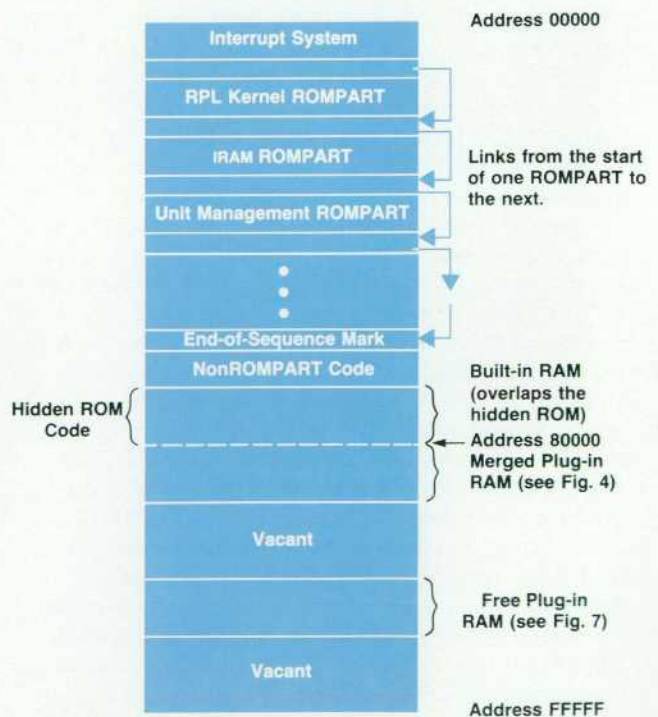 Address 00000
Interrupt System
RPL Kernel ROMPART
IRAM ROMPART
Links from the start
of one ROMPART to
the next.
Unit Management ROMPART
End-of-Sequence Mark
NonROMPART Code
Hidden ROM
Code
Built-in RAM
(overlaps the
hidden ROM)
Address 80000
Merged Plug-in
RAM (see Fig. 4)
Vacant
Free Plug-in
RAM (see Fig. 7)
Vacant
Address FFFFF